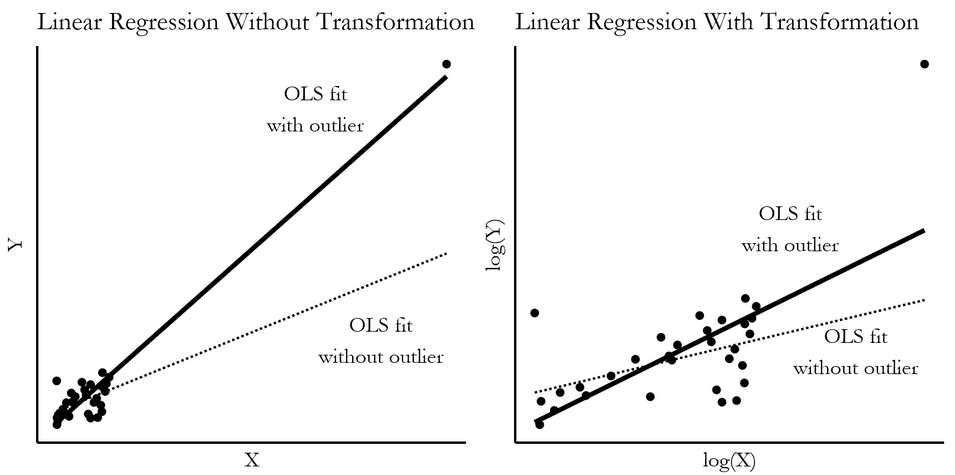 Linear Regression Without Transformation
OLS fit
with outlier
OLS fit
without outlier
Y
X
Linear Regression With Transformation
OLS fit
with outlier
OLS fit
without outlier
log(Y)
log(X)